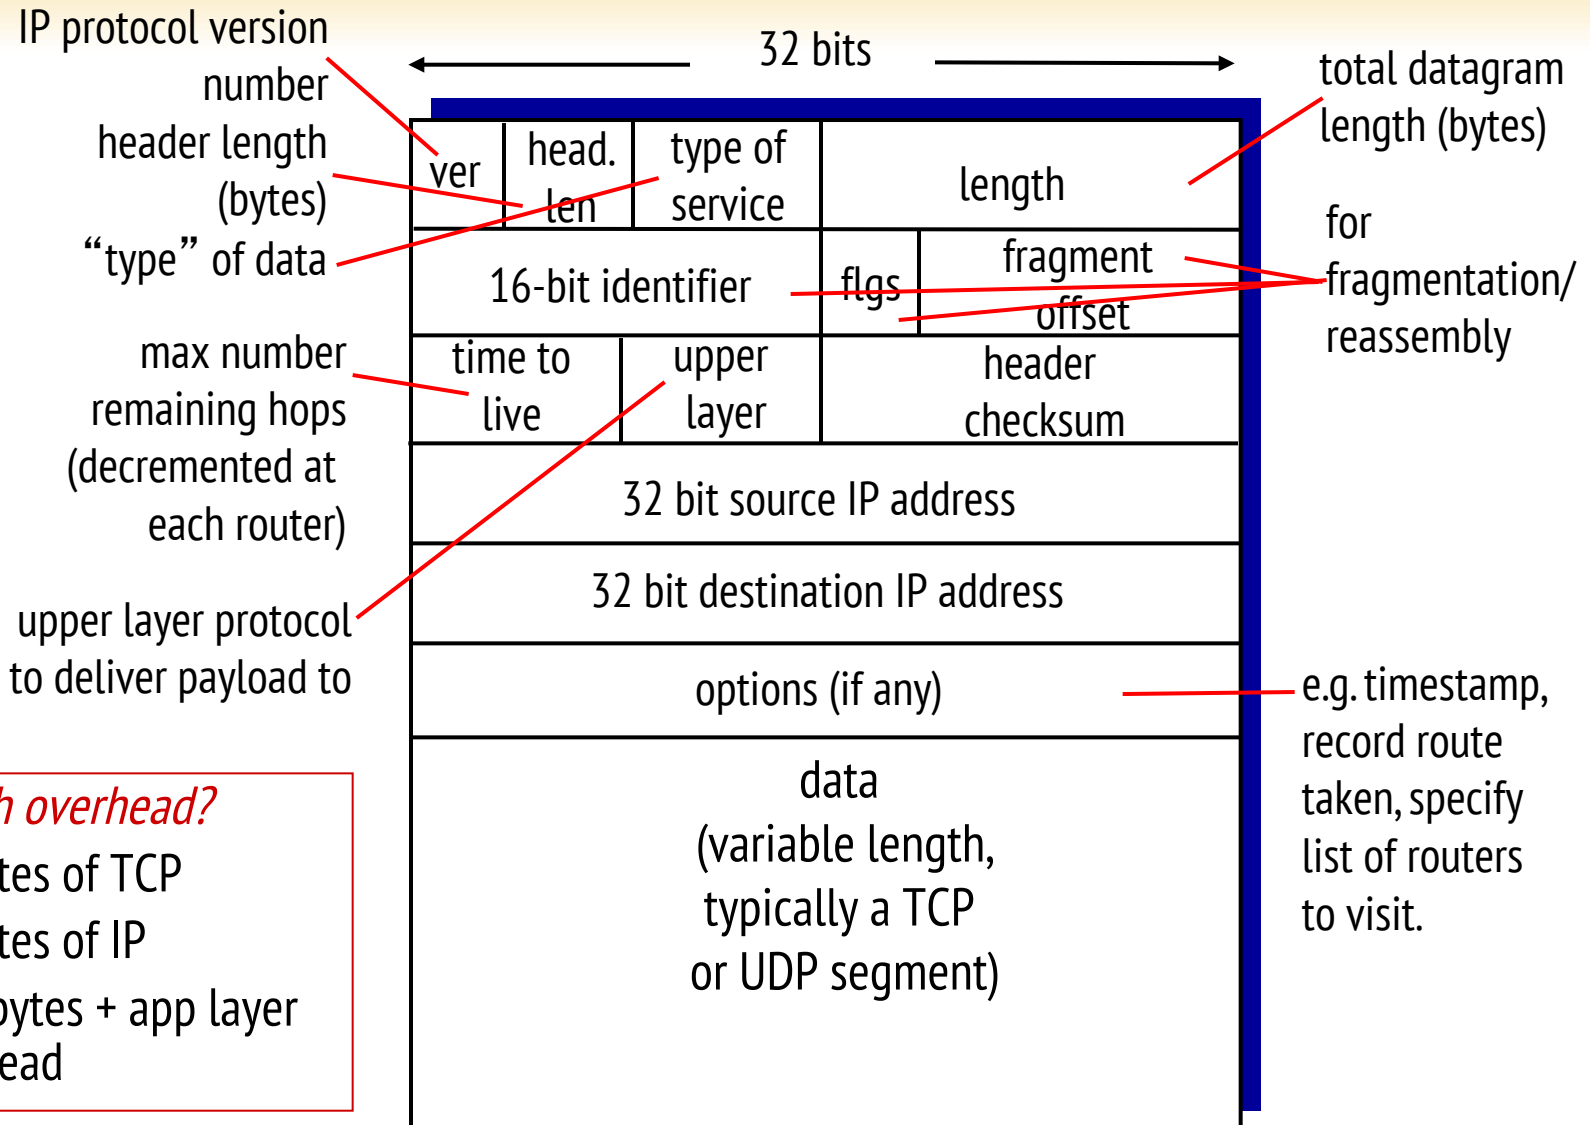 IP protocol version
number
header length
(bytes)
“type” of data
max number
remaining hops
(decremented at
each router)
upper layer protocol
to deliver payload to
overhead?
of TCP
of IP
+ app layer
32 bits
ver
head.
len
type of
service
length
16-bit identifier
flgs
fragment
offset
time to
live
upper
layer
header
checksum
32 bit source IP address
32 bit destination IP address
options (if any)
data
(variable length,
typically a TCP
or UDP segment)
total datagram
length (bytes)
for
fragmentation/
reassembly
e.g. timestamp,
record route
taken, specify
list of routers
to visit.